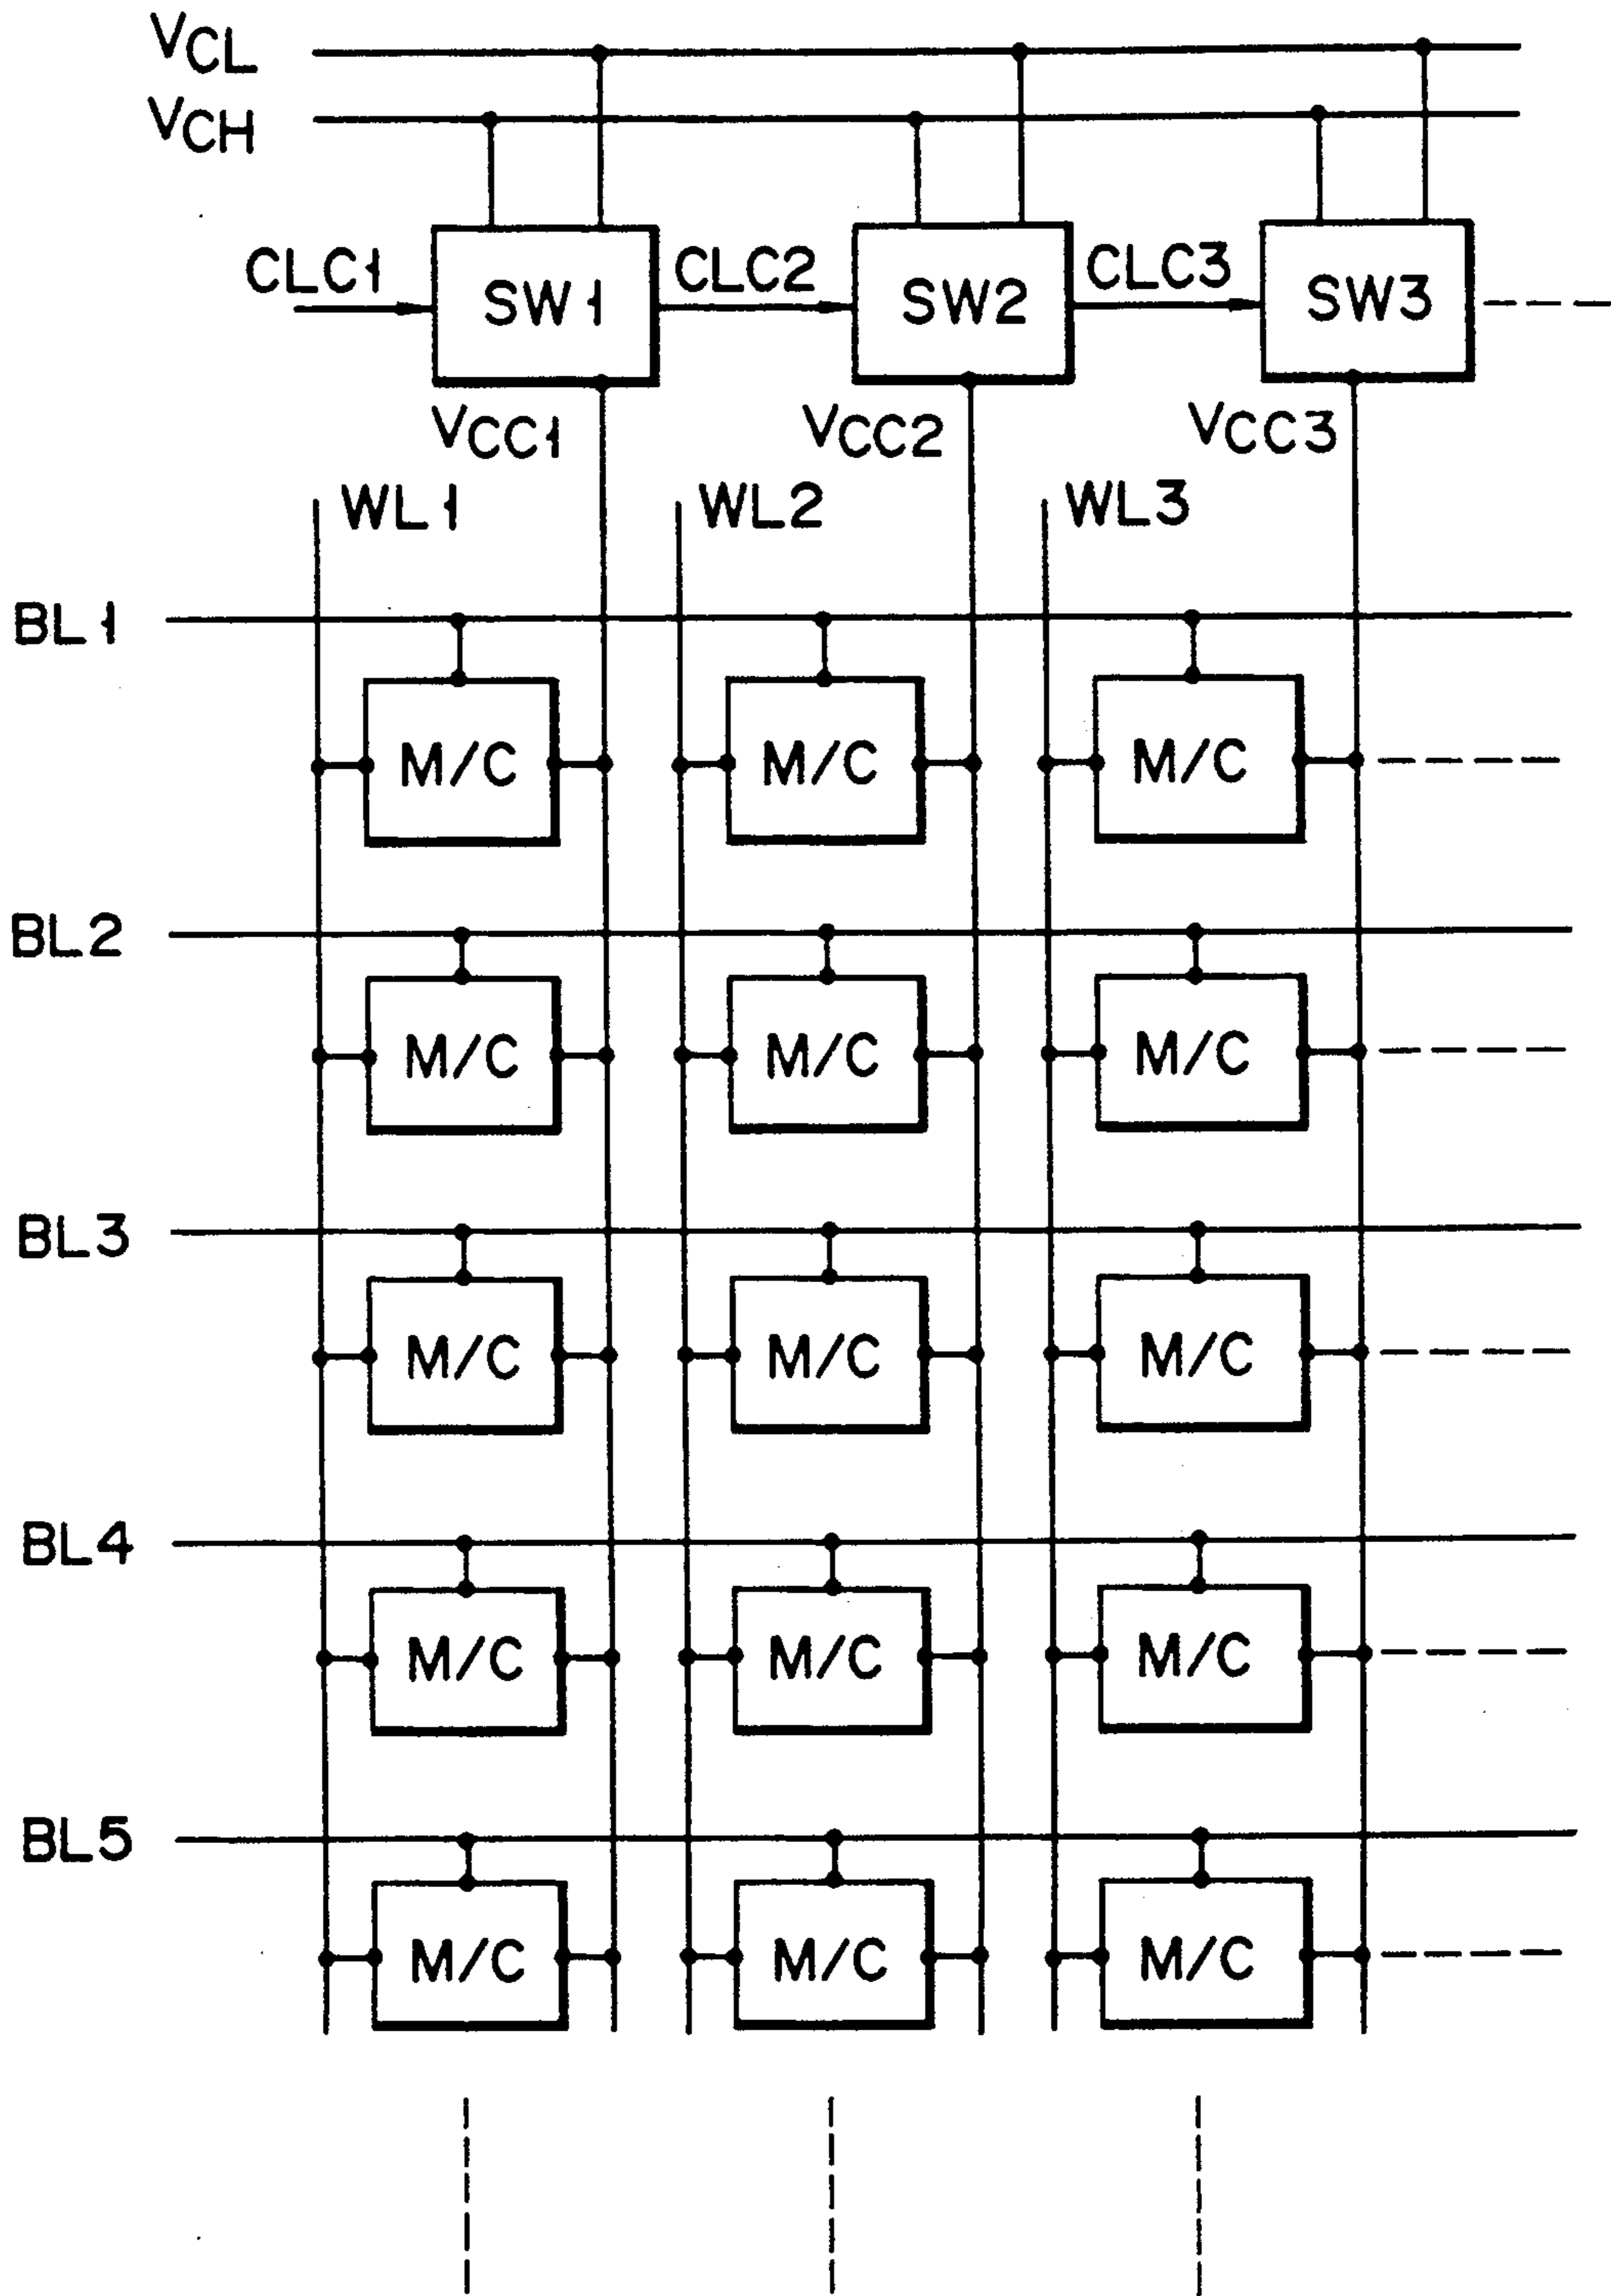 VCL
VCH
CLC1 SW1 CLC2 SW2 CLC3 SW3
VCC1 VCC2 VCC3
WL1 WL2 WL3
BL1
M/C M/C M/C
BL2
M/C M/C M/C
BL3
M/C M/C M/C
BL4
M/C M/C M/C
BL5
M/C M/C M/C